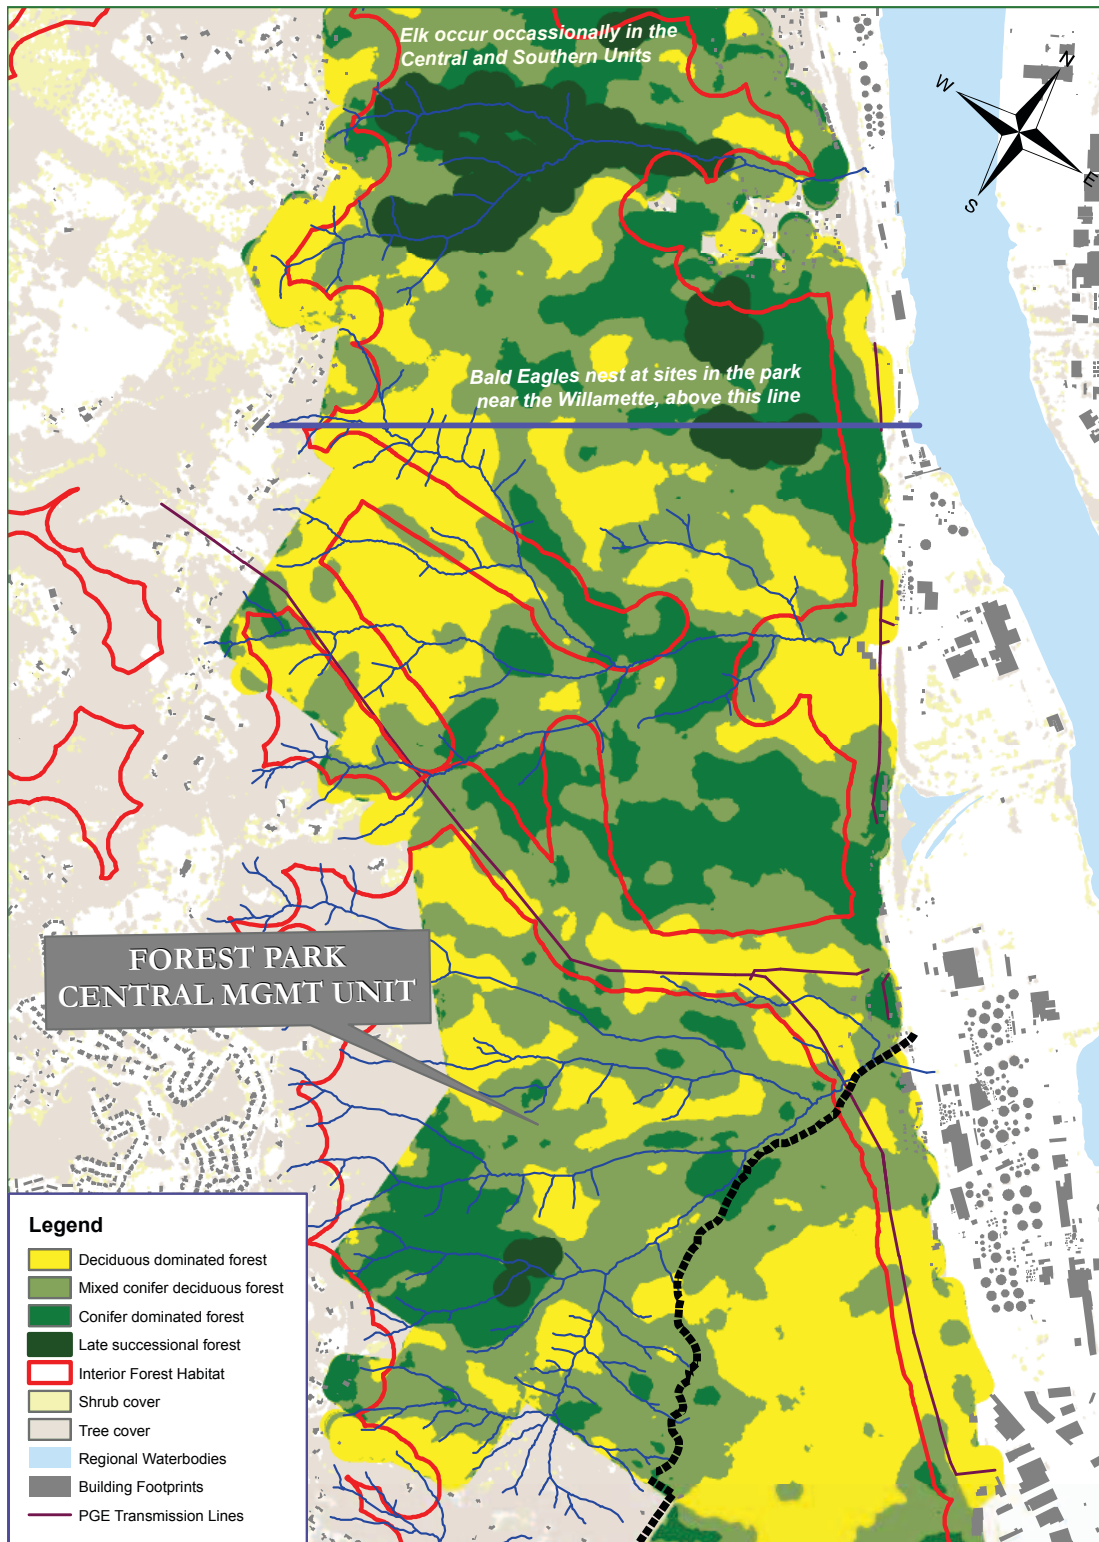 Elk occur occassionally in the
Central and Southern Units
N
W
E
S
Bald Eagles nest at sites in the park
near the Willamette, above this line
FOREST PARK
CENTRAL MGMT UNIT
Legend
Deciduous dominated forest
Mixed conifer deciduous forest
Conifer dominated forest
Late successional forest
Interior Forest Habitat
Shrub cover
Tree cover
Regional Waterbodies
Building Footprints
PGE Transmission Lines